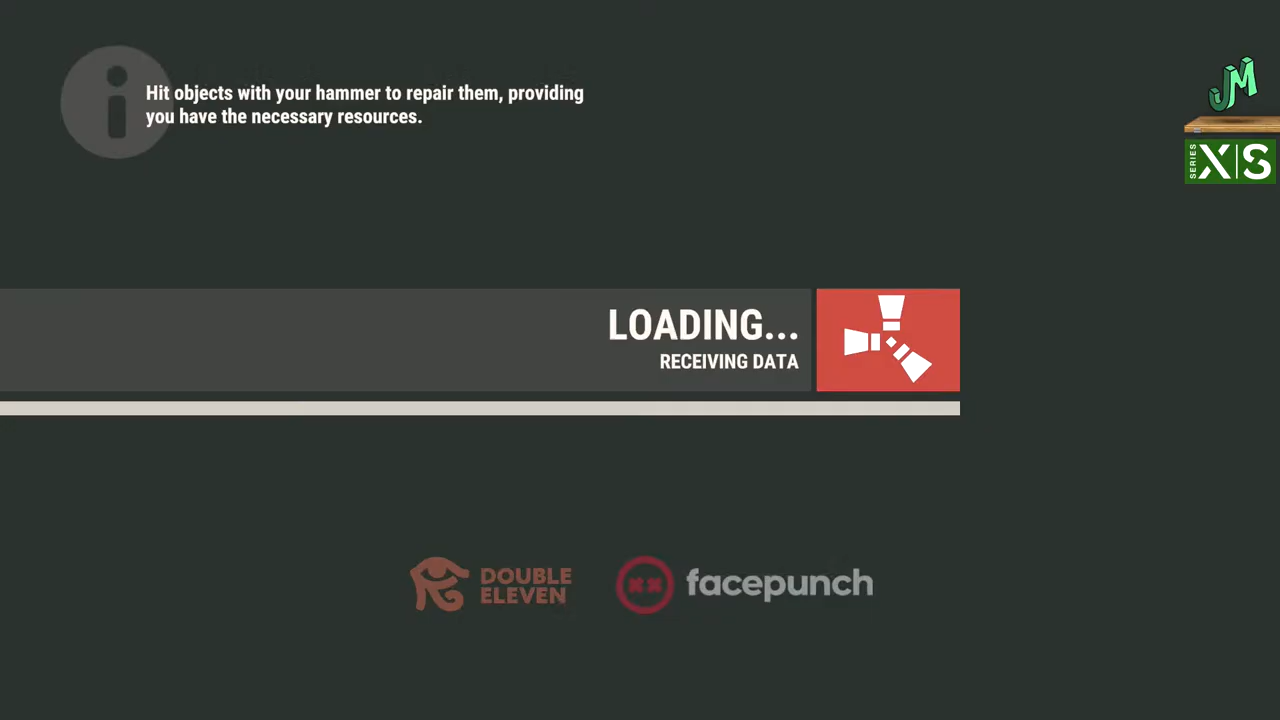 Hit objects with your hammer to repair them, providing
you have the necessary resources.
JM
SERIES X|S
LOADING...
RECEIVING DATA
DOUBLE
ELEVEN
facepunch